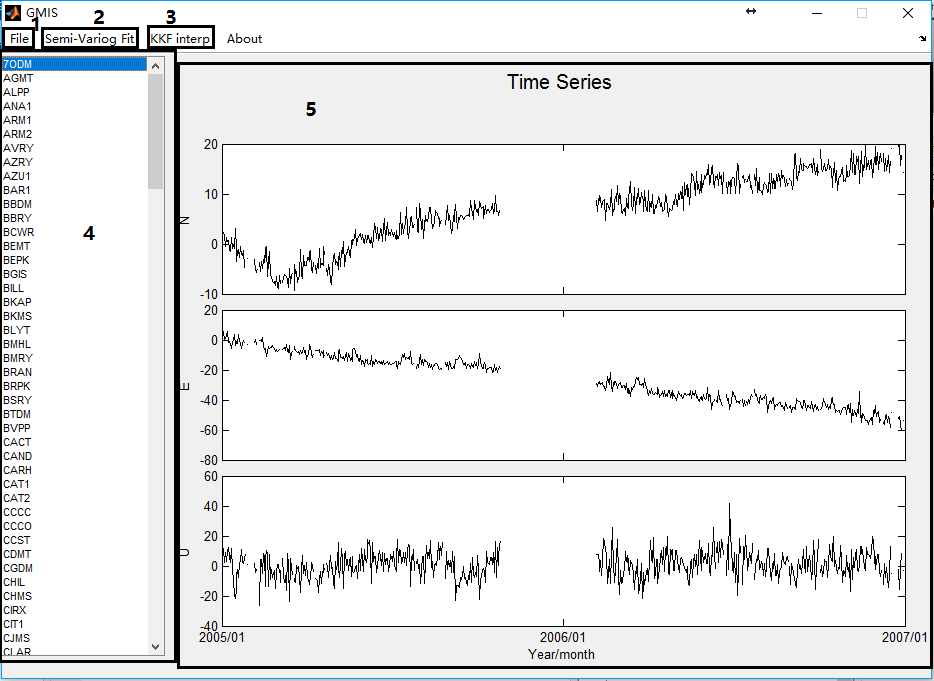 GMIS
1 2 3
File Semi-Variog Fit KKF interp About
7ODM
AGMT
ALPP
ANA1
ARM1
ARM2
AVRY
AZRY
AZU1
BAR1
BBDM
BBRY
BCWR
BEMT
BEPK
BGIS
BILL
BKAP
BKMS
BLYT
BMHL
BMRY
BRAN
BRPK
BSRY
BTDM
BVPP
CACT
CAND
CARH
CAT1
CAT2
CCCC
CCCO
CCST
CDMT
CGDM
CHIL
CHMS
CIRX
CIT1
CJMS
CLAR
4
Time Series
5
20
10
0
-10
N
20
0
-20
-40
-60
-80
E
60
40
20
0
-20
-40
U
2005/01 2006/01 2007/01
Year/month